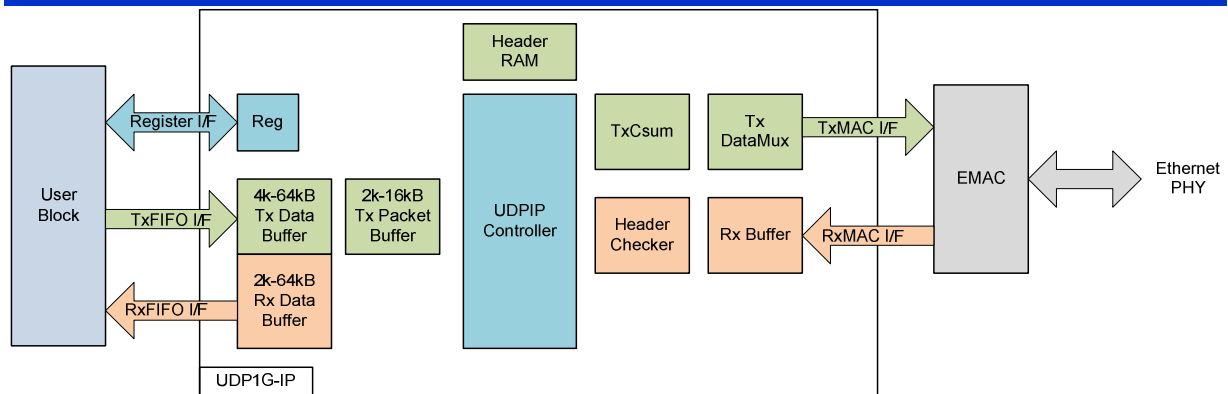 Header
RAM
Register I/F
Reg
TxCsum
Tx
DataMux
TxMAC I/F
User
Block
TxFIFO I/F
4k-64kB
Tx Data
Buffer
2k-16kB
Tx Packet
Buffer
UDPIP
Controller
EMAC
Ethernet
PHY
Header
Checker
Rx Buffer
RxMAC I/F
2k-64kB
Rx Data
Buffer
RxFIFO I/F
UDP1G-IP